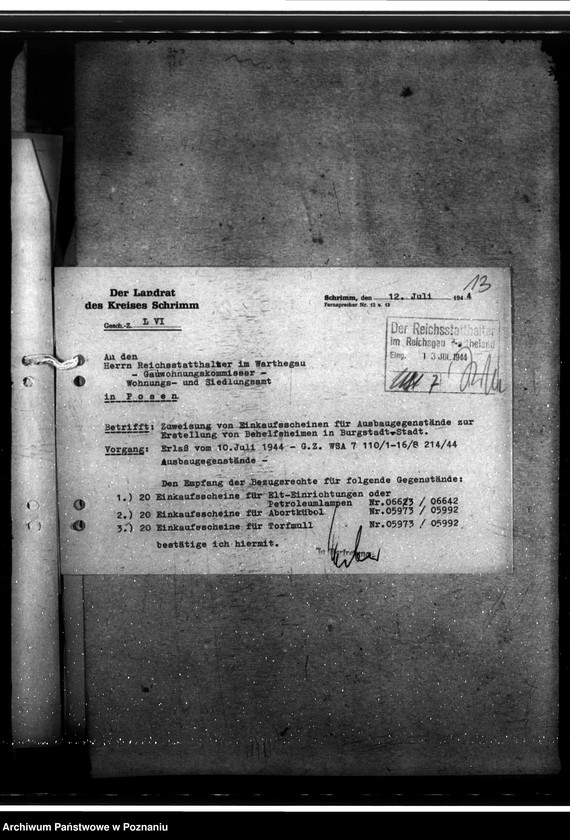 13
Der Landrat
des Kreises Schrimm
Gesch.-Z. L VI
Schrimm, den 12. Juli 1944
Fernsprecher Nr. 12 u. 13
Der Reichsstatthalter
im Reichsgau
Eing. 13 JUL 1944
An den
Herrn Reichsstatthalter im Warthegau
- Gauwohnungskommisser -
Wohnungs- und Siedlungsamt
in Posen
Betrifft: Zuweisung von Einkaufsscheinen für Ausbaugegenstände zur
Erstellung von Behelfsheimen in Burgstadt-Stadt.
Vorgang: Erlaß vom 10.Juli 1944 - G.Z. WSA 7 110/1-16/8 214/44
Ausbaugegenstände -
Den Empfang der Bezugsrechte für folgende Gegenstände:
1.) 20 Einkaufsscheine für Elt-Einrichtungen oder
Petroleumlampen Nr.06623 / 06642
2.) 20 Einkaufsscheine für Abortkübol Nr.05973 / 05992
3.) 20 Einkaufsscheine für Torfmull Nr.05973 / 05992
bestätige ich hiermit.
Archiwum Państwowe w Poznaniu